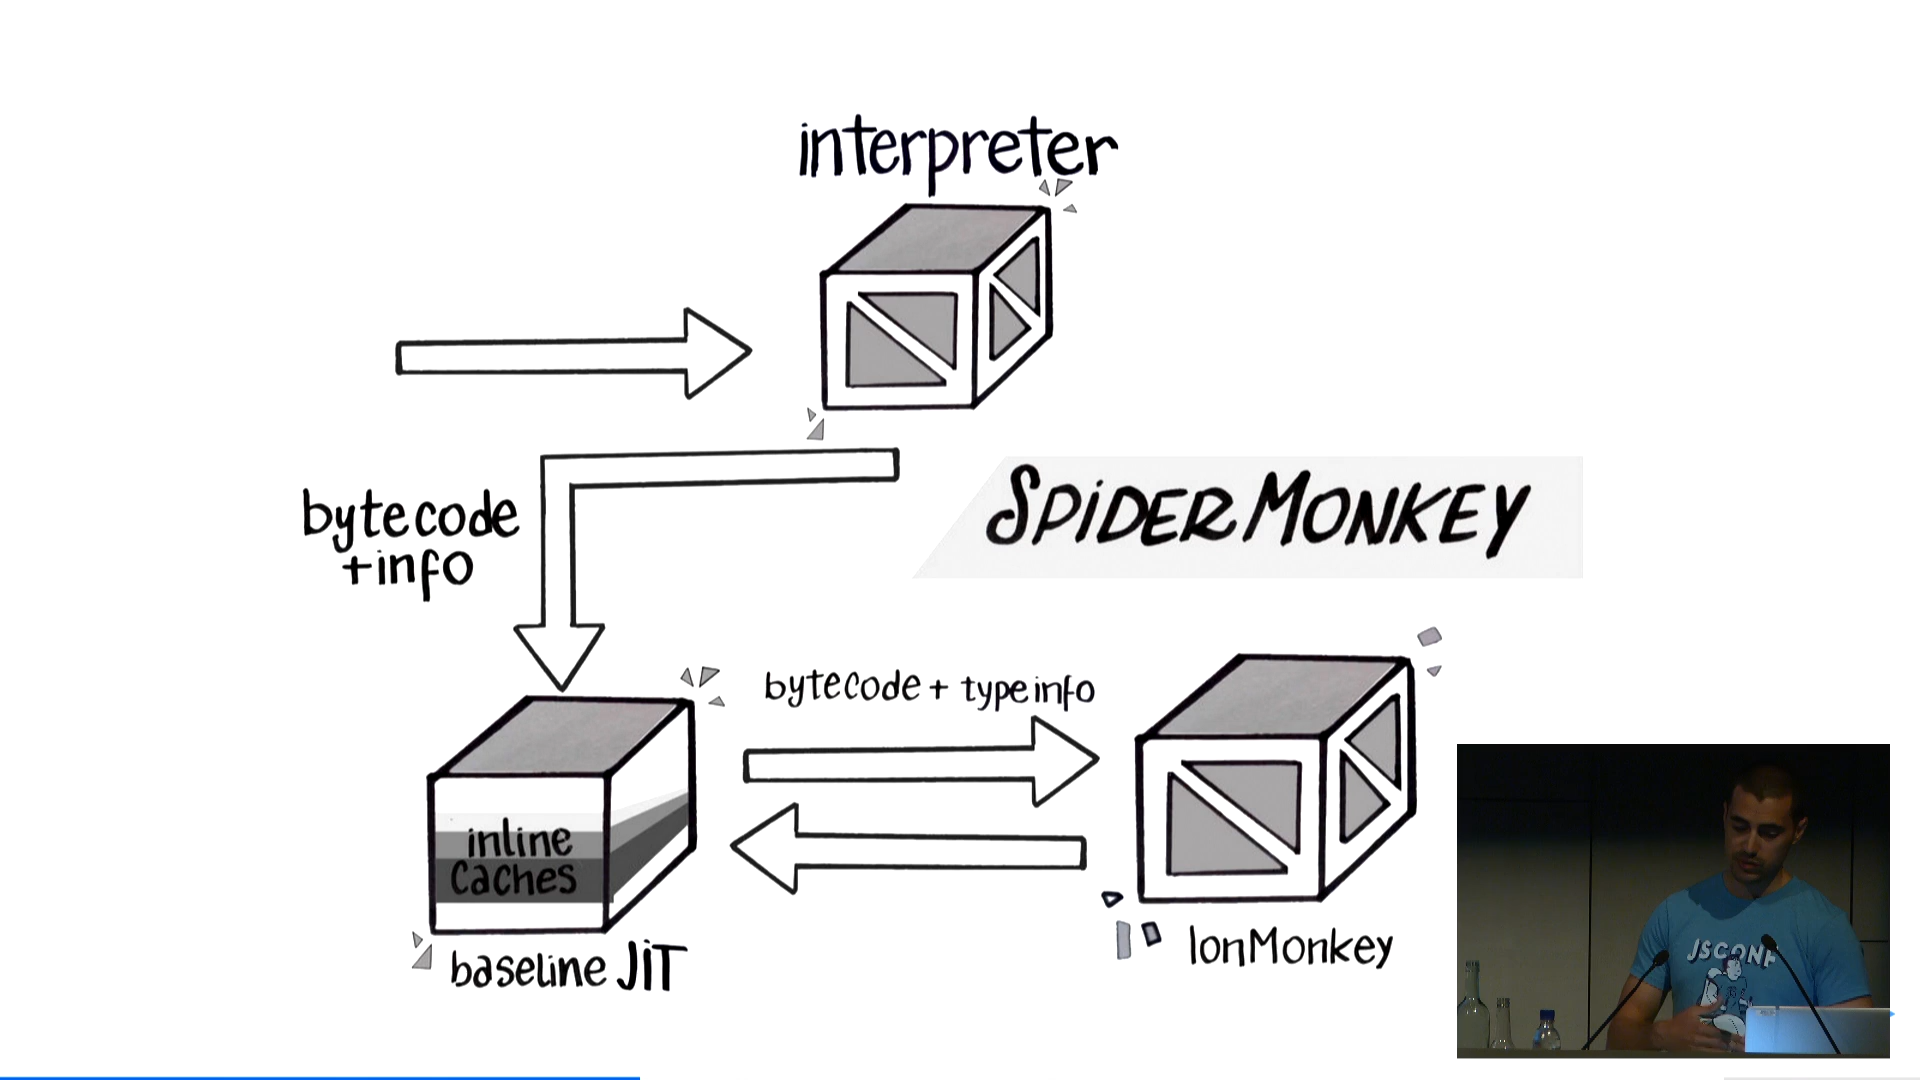 interpreter
bytecode
+info
SPiDERMONKEY
bytecode + typeinfo
inline
Caches
baseline JiT
IonMonkey
JSCONF